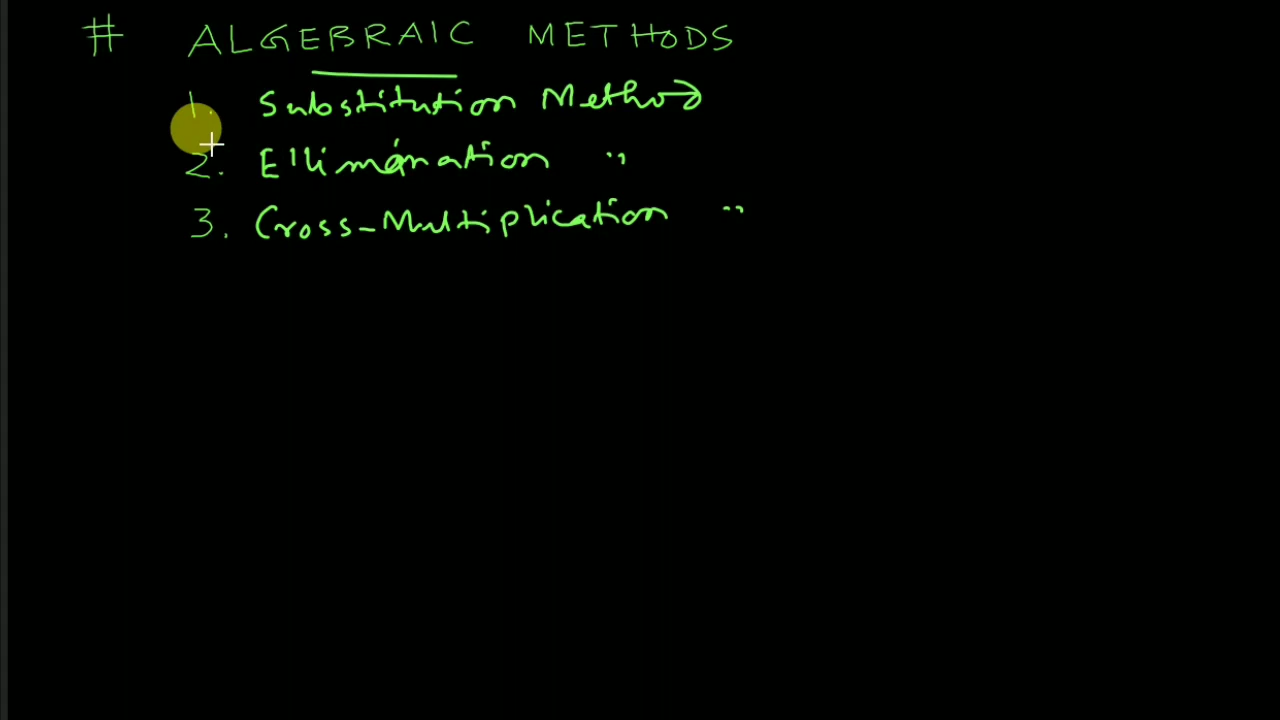 # ALGEBRAIC METHODS
1. Substitution Method
2. Ellimination "
3. Cross-Multiplication "